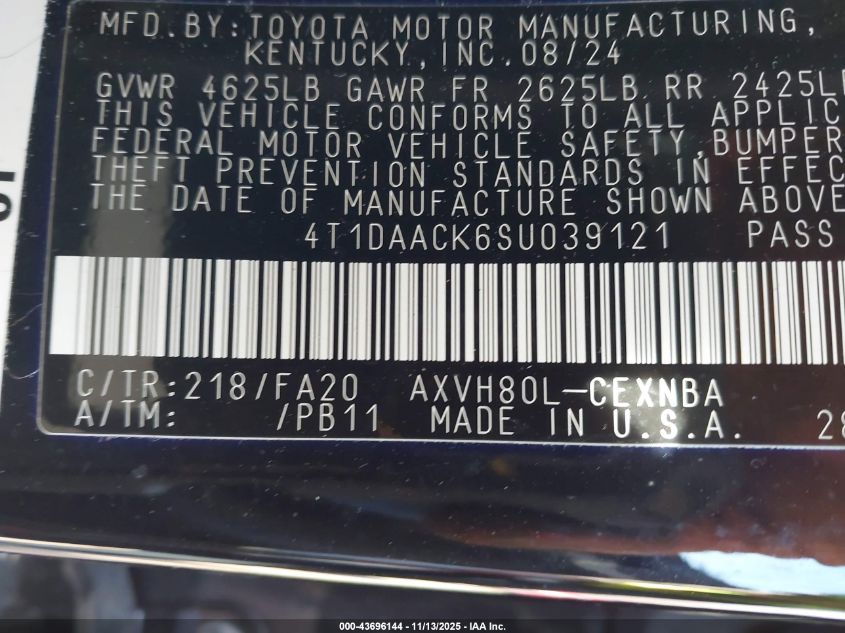 MFD. BY: TOYOTA MOTOR MANUFACTURING,
KENTUCKY, INC. 08/24
GVWR 4625LB GAWR FR 2625LB RR 2425L
THIS VEHICLE CONFORMS TO ALL APPLIC
FEDERAL MOTOR VEHICLE SAFETY, BUMPER
THEFT PREVENTION STANDARDS IN EFFEC
THE DATE OF MANUFACTURE SHOWN ABOVE
4T1DAACK6SU039121 PASS
C/TR: 218/FA20 AXVH80L-CEXNBA
A/TM: /PB11 MADE IN U.S.A. 28
000-43696144 - 11/13/2025 - IAA Inc.